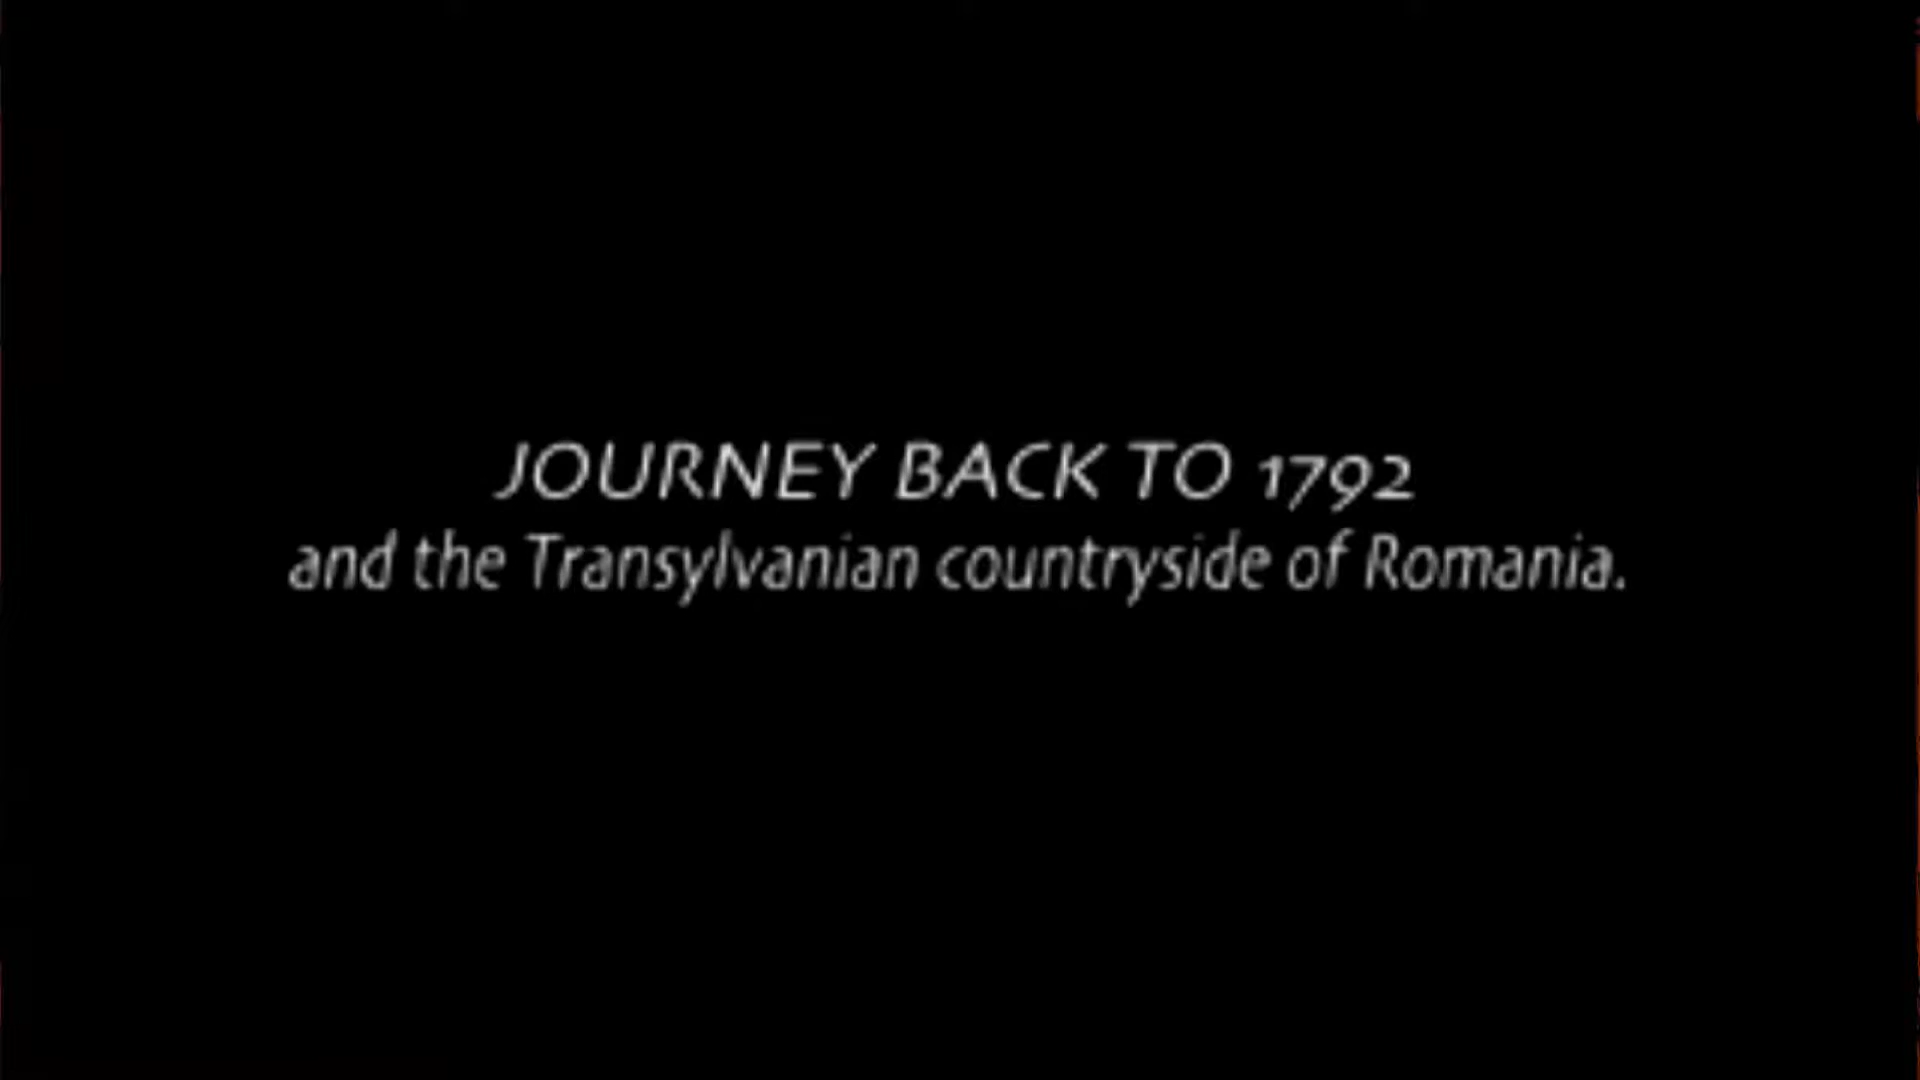 JOURNEY BACK TO 1792
and the Transylvanian countryside of Romania.